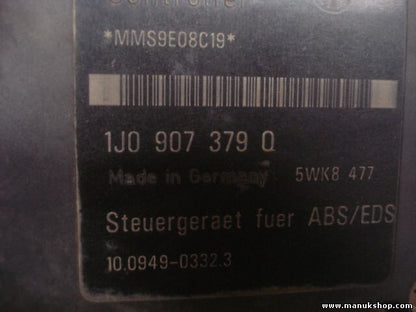 Controller
*MMS9E08C19*
1J0 907 379 Q
Made in Germany 5WK8 477
Steuergeraet fuer ABS/EDS
10.0949-0332.3
www.manukshop.com